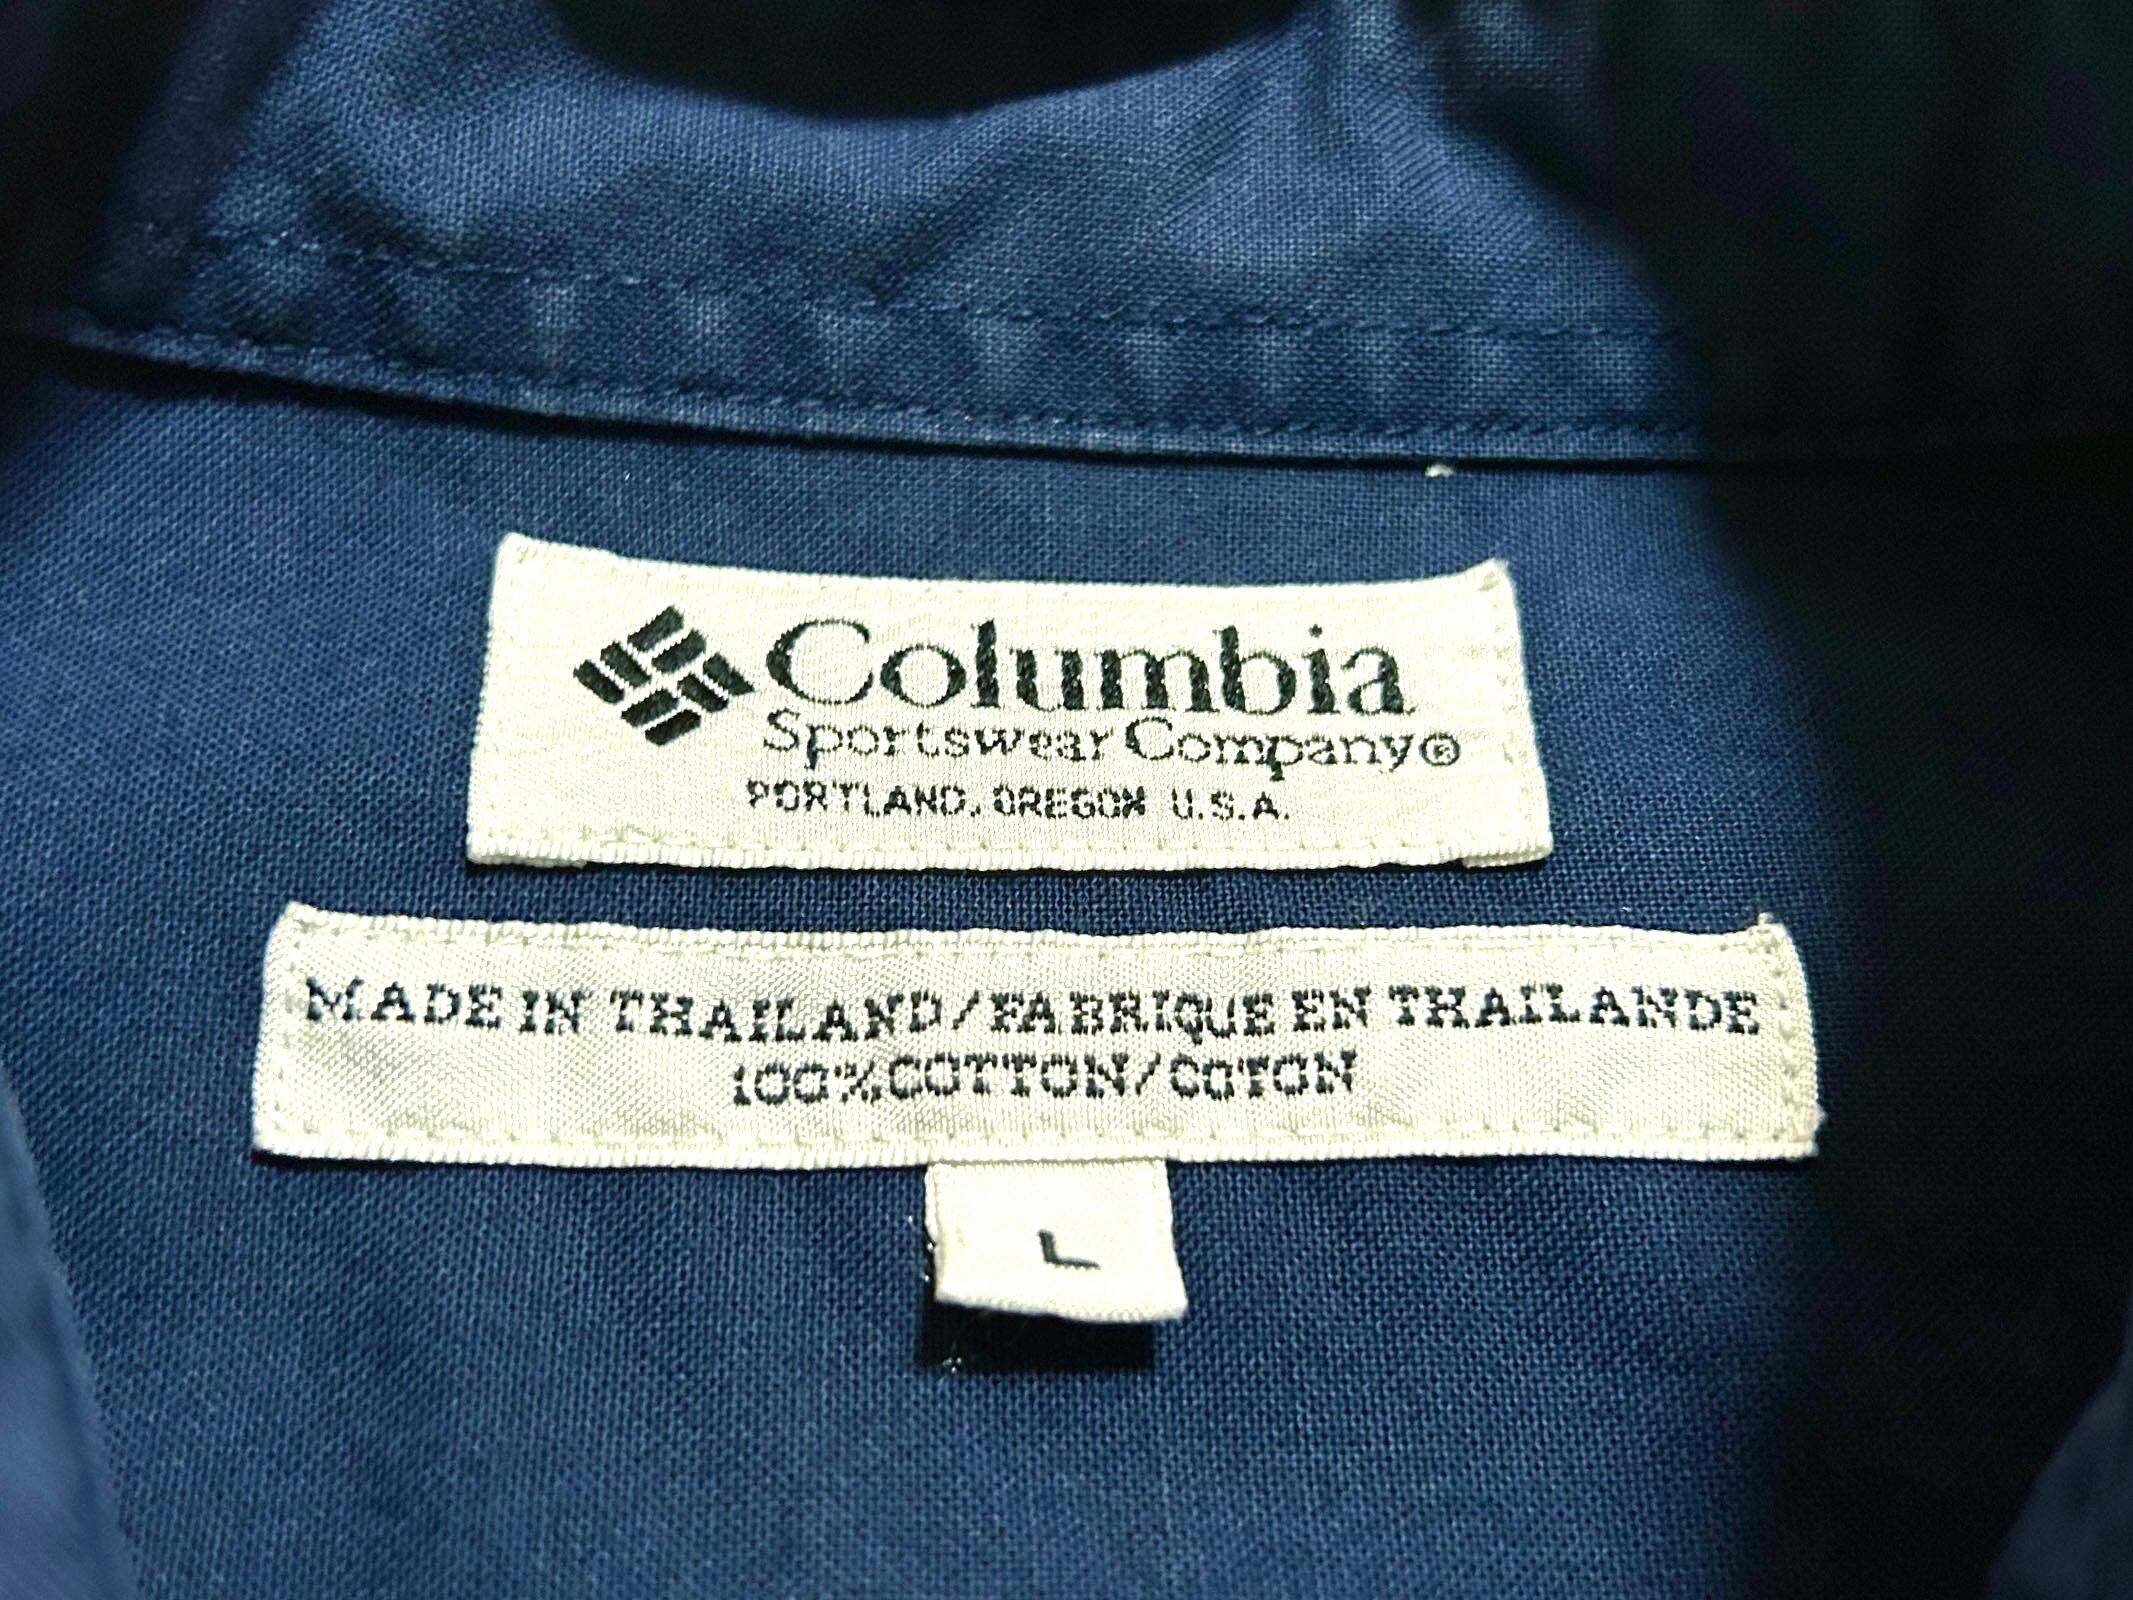 Columbia
Sportswear Company®
PORTLAND, OREGON U.S.A.
MADE IN THAILAND/FABRIQUE EN THAILANDE
100% COTTON/COTON
L